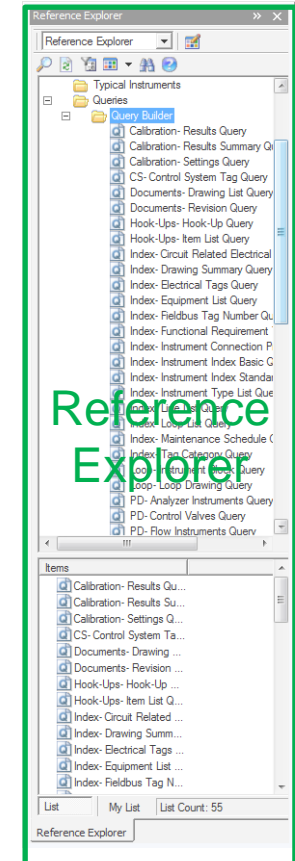 Reference Explorer
Reference Explorer
Typical Instruments
Queries
Query Builder
Calibration- Results Query
Calibration- Results Summary Qu
Calibration- Settings Query
CS- Control System Tag Query
Documents- Drawing List Query
Documents- Revision Query
Hook-Ups- Hook-Up Query
Hook-Ups- Item List Query
Index- Circuit Related Electrical
Index- Drawing Summary Query
Index- Electrical Tags Query
Index- Equipment List Query
Index- Fieldbus Tag Number Qu
Index- Functional Requirement
Index- Instrument Connection P
Index- Instrument Index Basic Q
Index- Instrument Index Standar
Index- Instrument Type List Que
Index- Line List Query
Index- Loop List Query
Index- Maintenance Schedule Q
Index- Tag Category Query
Loop- Instrument Block Query
Loop- Loop Drawing Query
PD- Analyzer Instruments Query
PD- Control Valves Query
PD- Flow Instruments Query
Reference
Explorer
Items
Calibration- Results Qu...
Calibration- Results Su...
Calibration- Settings Q...
CS- Control System Ta...
Documents- Drawing ...
Documents- Revision ...
Hook-Ups- Hook-Up ...
Hook-Ups- Item List Q...
Index- Circuit Related ...
Index- Drawing Summ...
Index- Electrical Tags ...
Index- Equipment List ...
Index- Fieldbus Tag N...
List My List List Count: 55
Reference Explorer